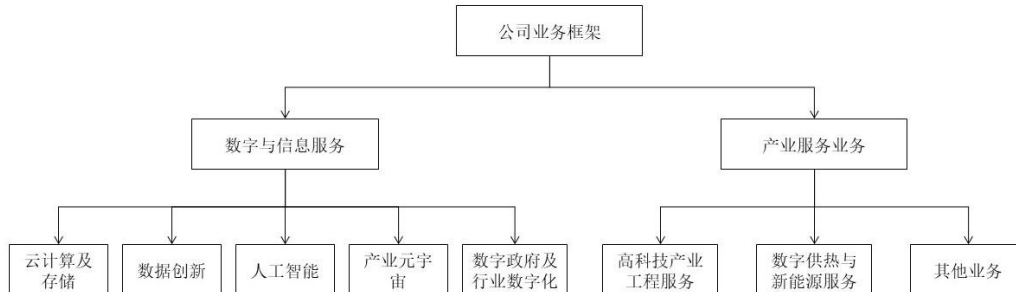 公司业务框架
数字与信息服务
产业服务业务
云计算及
存储
数据创新
人工智能
产业元宇
宙
数字政府及
行业数字化
高科技产业
工程服务
数字供热与
新能源服务
其他业务